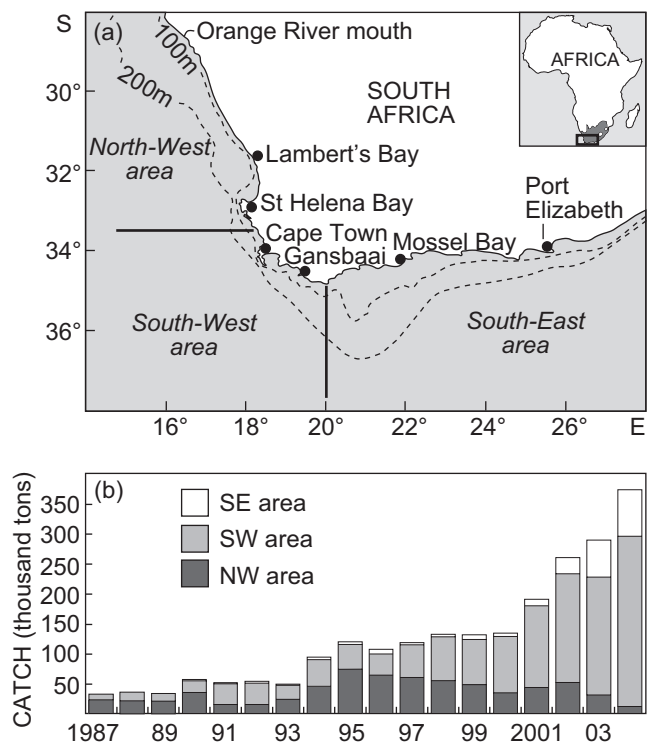 S
(a)
Orange River mouth
100m
200m
AFRICA
SOUTH
AFRICA
30°
North-West
area
Lambert's Bay
32°
St Helena Bay
Port
Elizabeth
Cape Town
34°
Gansbaai
Mossel Bay
South-West
area
South-East
area
36°
16°
18°
20°
22°
24°
26°
E
(b)
CATCH (thousand tons)
350
300
250
200
150
100
50
SE area
SW area
NW area
1987
89
91
93
95
97
99
2001
03